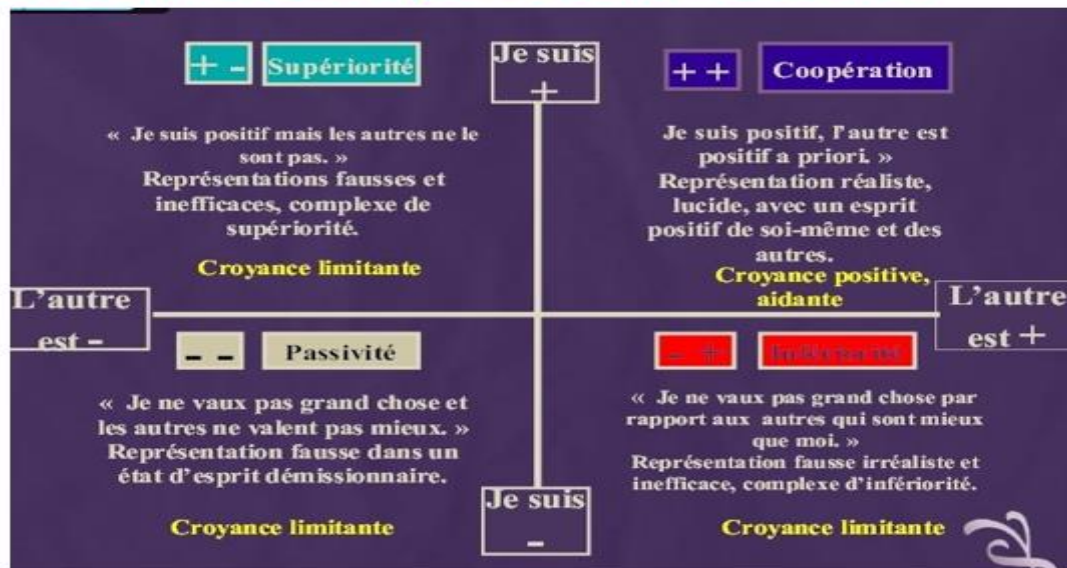 Je suis
+
+ -
Supériorité
« Je suis positif mais les autres ne le
sont pas. »
Représentations fausses et
inefficaces, complexe de
supériorité.
Croyance limitante
+ +
Coopération
Je suis positif, l'autre est
positif a priori. »
Représentation réaliste,
lucide, avec un esprit
positif de soi-même et des
autres.
Croyance positive,
aidante
L'autre
est -
L'autre
est +
- -
Passivité
« Je ne vaux pas grand chose et
les autres ne valent pas mieux. »
Représentation fausse dans un
état d'esprit démissionnaire.
Croyance limitante
- +
Infériorité
« Je ne vaux pas grand chose par
rapport aux autres qui sont mieux
que moi. »
Représentation fausse irréaliste et
inefficace, complexe d'infériorité.
Croyance limitante
Je suis
-